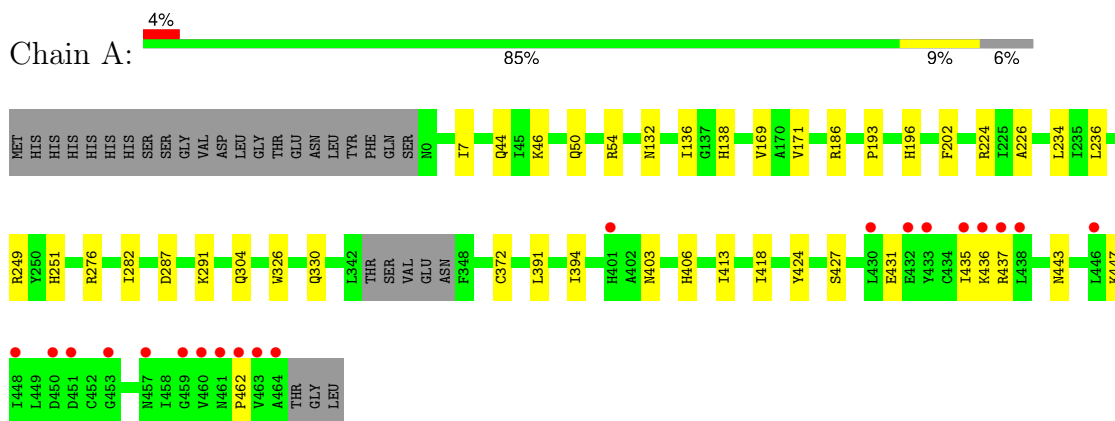 4%
Chain A:
85% 9% 6%
MET HIS HIS HIS HIS HIS HIS SER SER GLY VAL ASP LEU GLY THR GLU ASN LEU TYR PHE GLN SER N0 I7 Q44 I45 K46 Q50 R54 N132 I136 G137 H138 V169 A170 V171 R186 P193 H196 F202 R224 I225 A226 L234 I235 L236
R249 Y250 H251 R276 I282 D287 K291 Q304 W326 Q330 L342 THR SER VAL GLU ASN F348 C372 L391 I394 H401 A402 N403 H406 I413 I418 Y424 S427 L430 E431 E432 Y433 C434 I435 K436 R437 L438 N443 L446 K447
I448 L449 D450 D451 C452 G453 N457 I458 G459 V460 N461 P462 V463 A464 THR GLY LEU